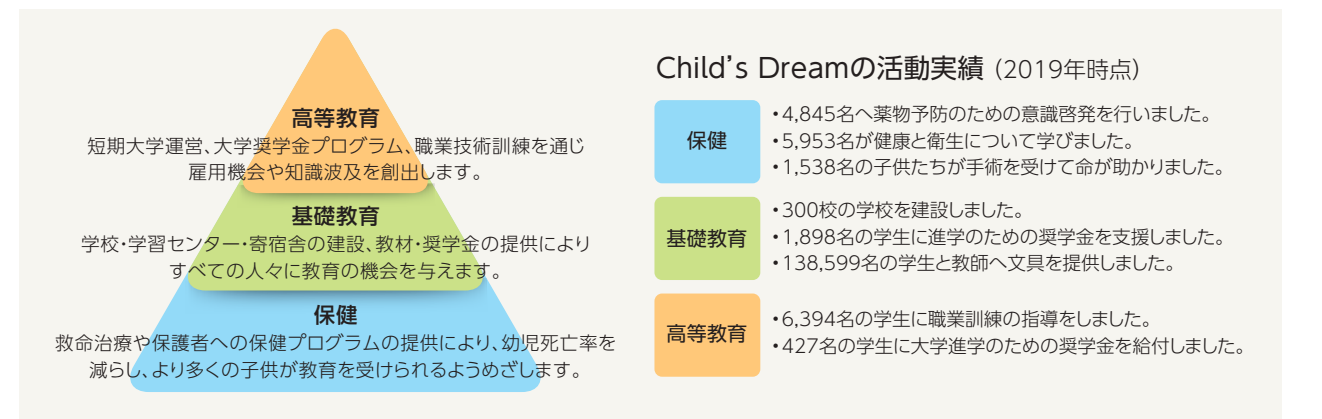 高等教育
短期大学運営、大学奨学金プログラム、職業技術訓練を通じ
雇用機会や知識波及を創出します。
基礎教育
学校・学習センター・寄宿舎の建設、教材・奨学金の提供により
すべての人々に教育の機会を与えます。
保健
救命治療や保護者への保健プログラムの提供により、幼児死亡率を
減らし、より多くの子供が教育を受けられるようめざします。
Child's Dreamの活動実績 (2019年時点)
保健
・4,845名へ薬物予防のための意識啓発を行いました。
・5,953名が健康と衛生について学びました。
・1,538名の子供たちが手術を受けて命が助かりました。
基礎教育
・300校の学校を建設しました。
・1,898名の学生に進学のための奨学金を支援しました。
・138,599名の学生と教師へ文具を提供しました。
高等教育
・6,394名の学生に職業訓練の指導をしました。
・427名の学生に大学進学のための奨学金を給付しました。